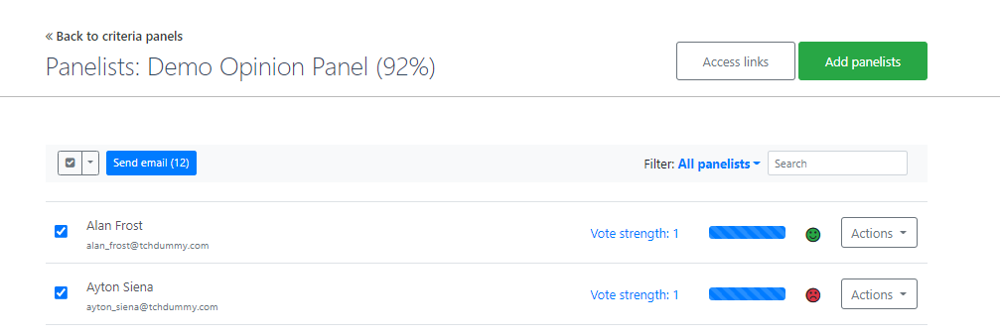 « Back to criteria panels
Panelists: Demo Opinion Panel (92%)
Access links
Add panelists
Send email (12)
Filter: All panelists
Search
Alan Frost
alan_frost@tchdummy.com
Vote strength: 1
Actions
Ayton Siena
ayton_siena@tchdummy.com
Vote strength: 1
Actions